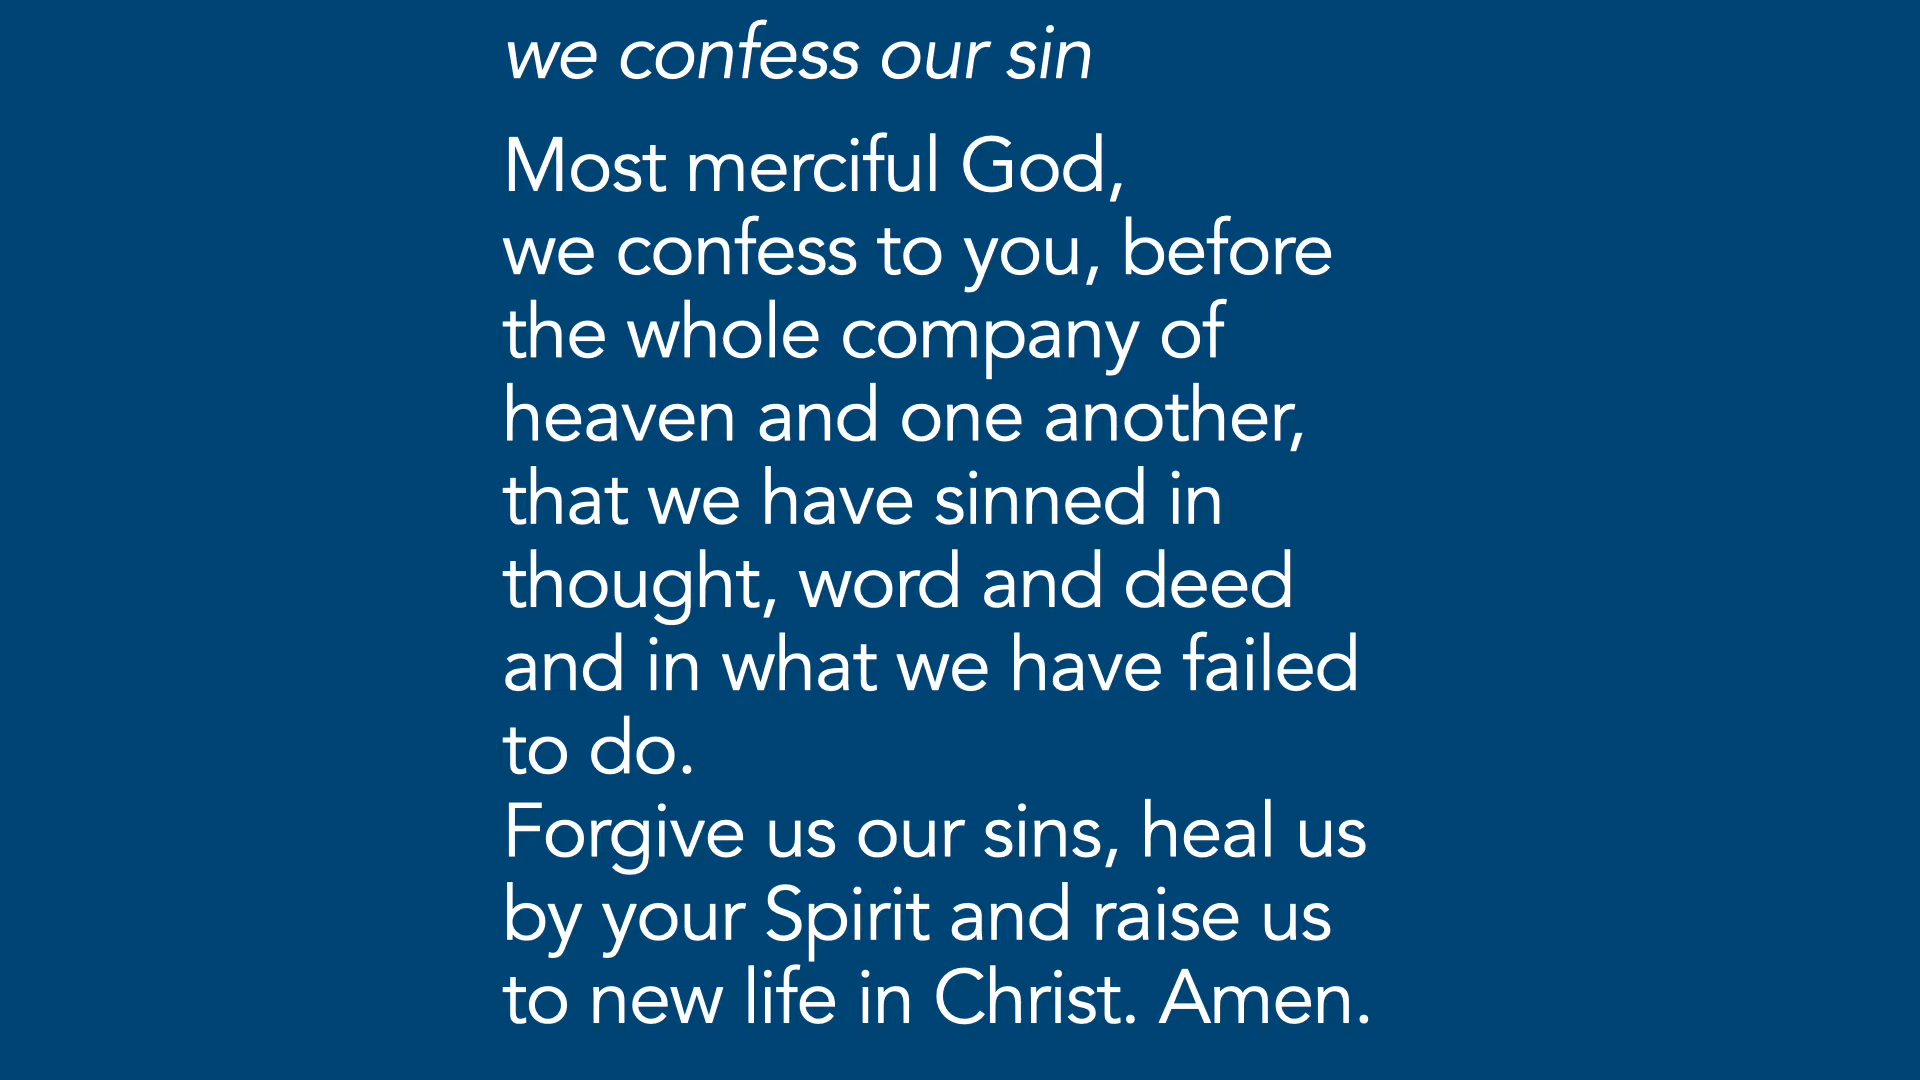 we confess our sin
Most merciful God,
we confess to you, before
the whole company of
heaven and one another,
that we have sinned in
thought, word and deed
and in what we have failed
to do.
Forgive us our sins, heal us
by your Spirit and raise us
to new life in Christ. Amen.